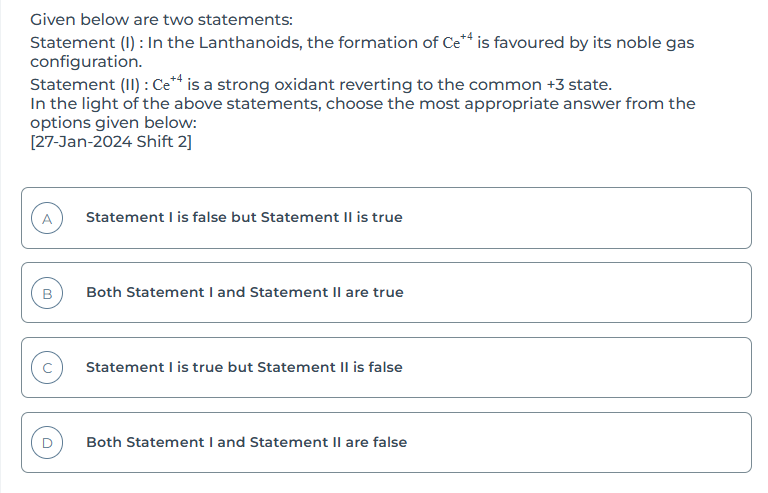 Given below are two statements:
Statement (I) : In the Lanthanoids, the formation of Ce⁺⁴ is favoured by its noble gas
configuration.
Statement (II) : Ce⁺⁴ is a strong oxidant reverting to the common +3 state.
In the light of the above statements, choose the most appropriate answer from the
options given below:
[27-Jan-2024 Shift 2]
A Statement I is false but Statement II is true
B Both Statement I and Statement II are true
C Statement I is true but Statement II is false
D Both Statement I and Statement II are false